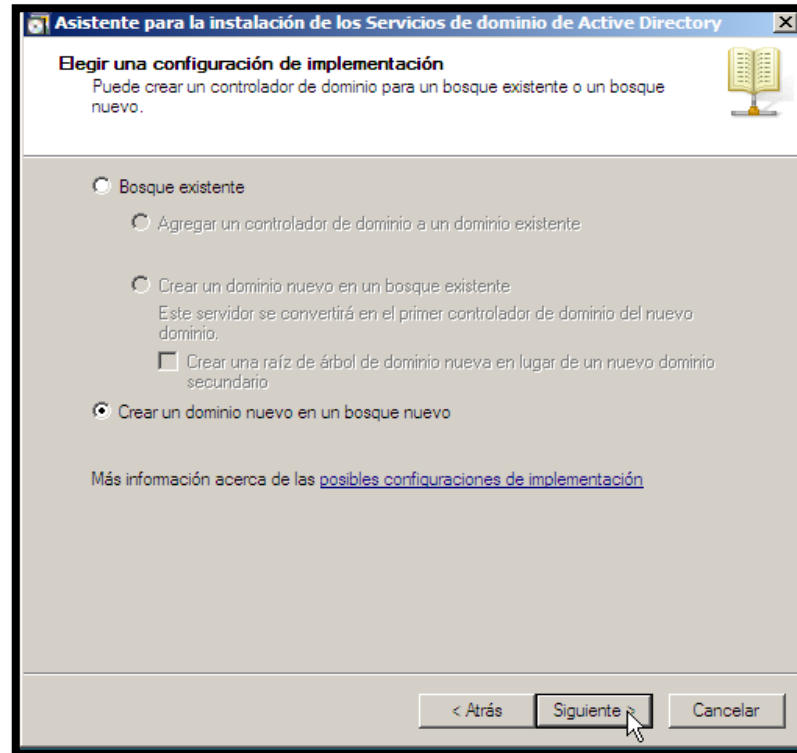 Asistente para la instalación de los Servicios de dominio de Active Directory
Elegir una configuración de implementación
Puede crear un controlador de dominio para un bosque existente o un bosque
nuevo.
Bosque existente
Agregar un controlador de dominio a un dominio existente
Crear un dominio nuevo en un bosque existente
Este servidor se convertirá en el primer controlador de dominio del nuevo
dominio.
Crear una raíz de árbol de dominio nueva en lugar de un nuevo dominio
secundario
Crear un dominio nuevo en un bosque nuevo
Más información acerca de las posibles configuraciones de implementación
< Atrás Siguiente > Cancelar